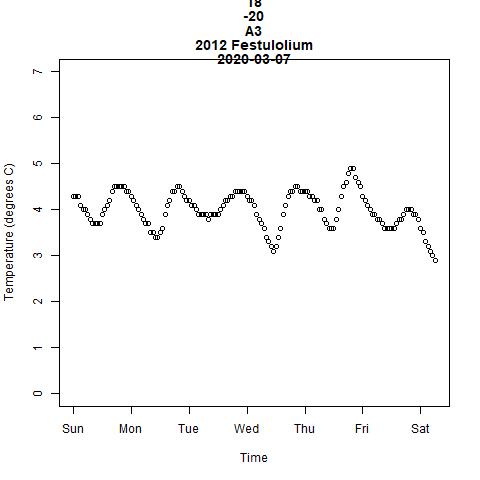 18
-20
A3
2012 Festulolium
2020-03-07
7
6
5
4
3
2
1
0
Temperature (degrees C)
Sun Mon Tue Wed Thu Fri Sat
Time